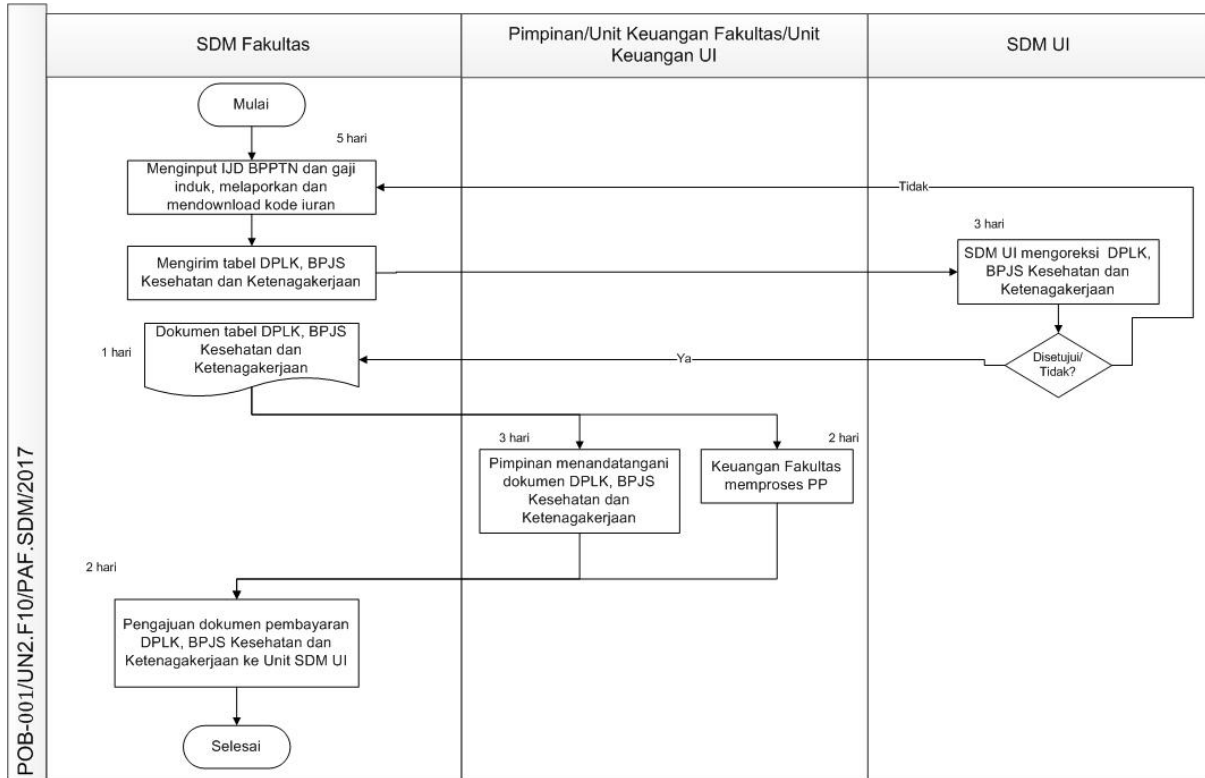 SDM Fakultas
Pimpinan/Unit Keuangan Fakultas/Unit
Keuangan UI
SDM UI
Mulai
5 hari
Menginput IJD BPPTN dan gaji
induk, melaporkan dan
mendownload kode iuran
Tidak
3 hari
Mengirim tabel DPLK, BPJS
Kesehatan dan Ketenagakerjaan
SDM UI mengoreksi DPLK,
BPJS Kesehatan dan
Ketenagakerjaan
Dokumen tabel DPLK, BPJS
Kesehatan dan
Ketenagakerjaan
1 hari
Ya
Disetujui/
Tidak?
3 hari
Pimpinan menandatangani
dokumen DPLK, BPJS
Kesehatan dan
Ketenagakerjaan
2 hari
Keuangan Fakultas
memproses PP
2 hari
Pengajuan dokumen pembayaran
DPLK, BPJS Kesehatan dan
Ketenagakerjaan ke Unit SDM UI
Selesai
POB-001/UN2.F10/PAF.SDM/2017